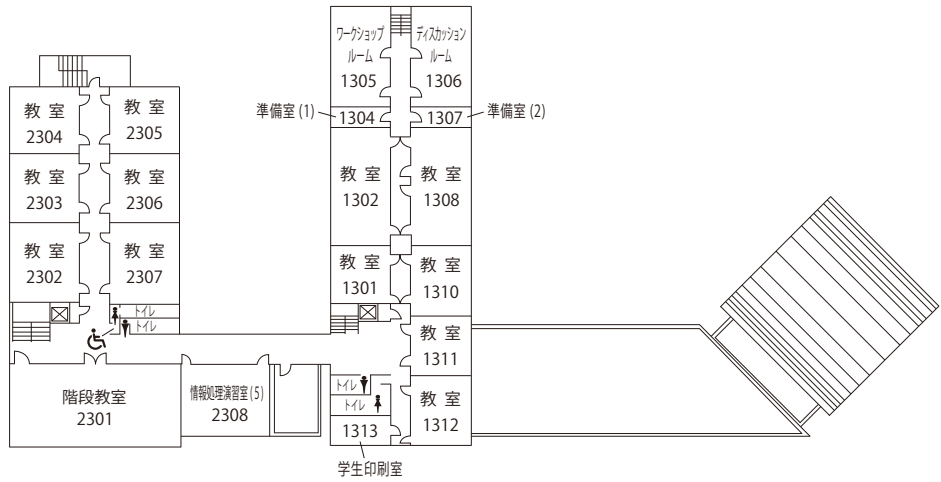 ワークショップ
ルーム
1305
ディスカッション
ルーム
1306
準備室(1)
1304
1307
準備室(2)
教室
2304
教室
2305
教室
2303
教室
2306
教室
2302
教室
2307
トイレ
トイレ
階段教室
2301
情報処理演習室(5)
2308
教室
1302
教室
1308
教室
1301
教室
1310
教室
1311
教室
1312
トイレ
トイレ
1313
学生印刷室